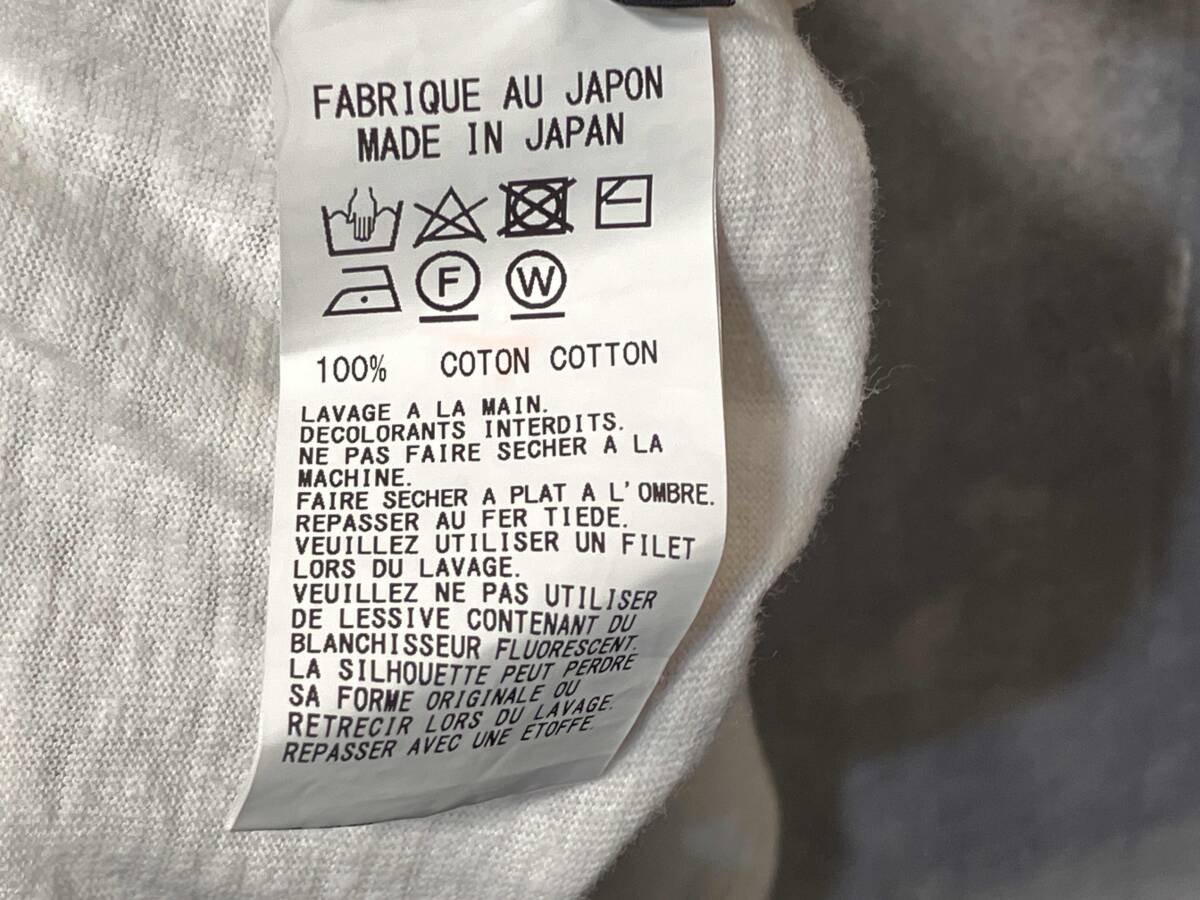 FABRIQUE AU JAPON
MADE IN JAPAN
F W
100% COTON COTTON
LAVAGE A LA MAIN.
DECOLORANTS INTERDITS.
NE PAS FAIRE SECHER A LA
MACHINE.
FAIRE SECHER A PLAT A L'OMBRE.
REPASSER AU FER TIEDE.
VEUILLEZ UTILISER UN FILET
LORS DU LAVAGE.
VEUILLEZ NE PAS UTILISER
DE LESSIVE CONTENANT DU
BLANCHISSEUR FLUORESCENT.
LA SILHOUETTE PEUT PERDRE
SA FORME ORIGINALE OU
RETRECIR LORS DU LAVAGE.
REPASSER AVEC UNE ETOFFE.